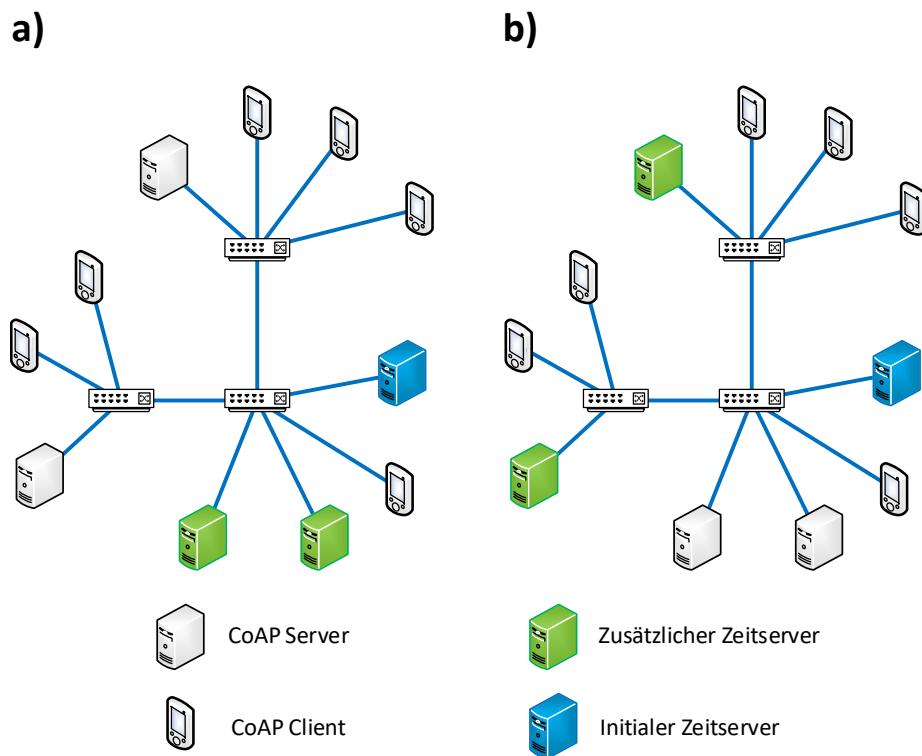 a)
b)
CoAP Server
Zusätzlicher Zeitserver
CoAP Client
Initialer Zeitserver